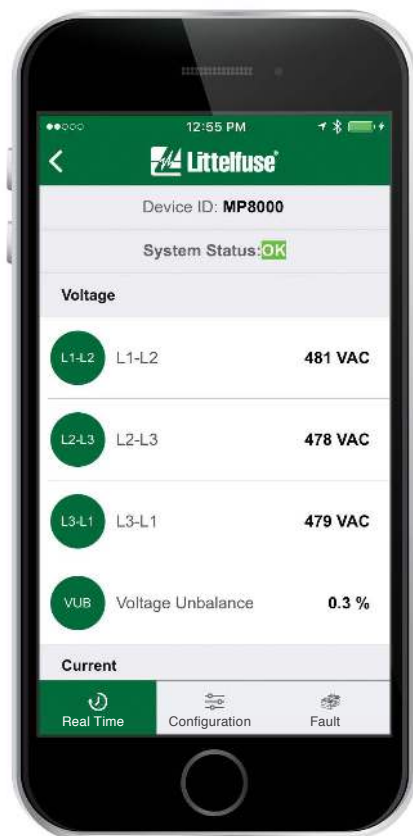 12:55 PM
Littelfuse®
Device ID: MP8000
System Status:OK
Voltage
L1-L2 L1-L2 481 VAC
L2-L3 L2-L3 478 VAC
L3-L1 L3-L1 479 VAC
VUB Voltage Unbalance 0.3 %
Current
Real Time Configuration Fault